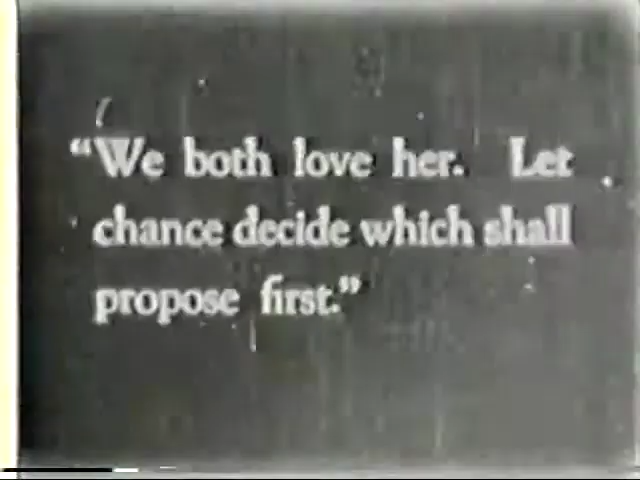 “We both love her. Let
chance decide which shall
propose first.”